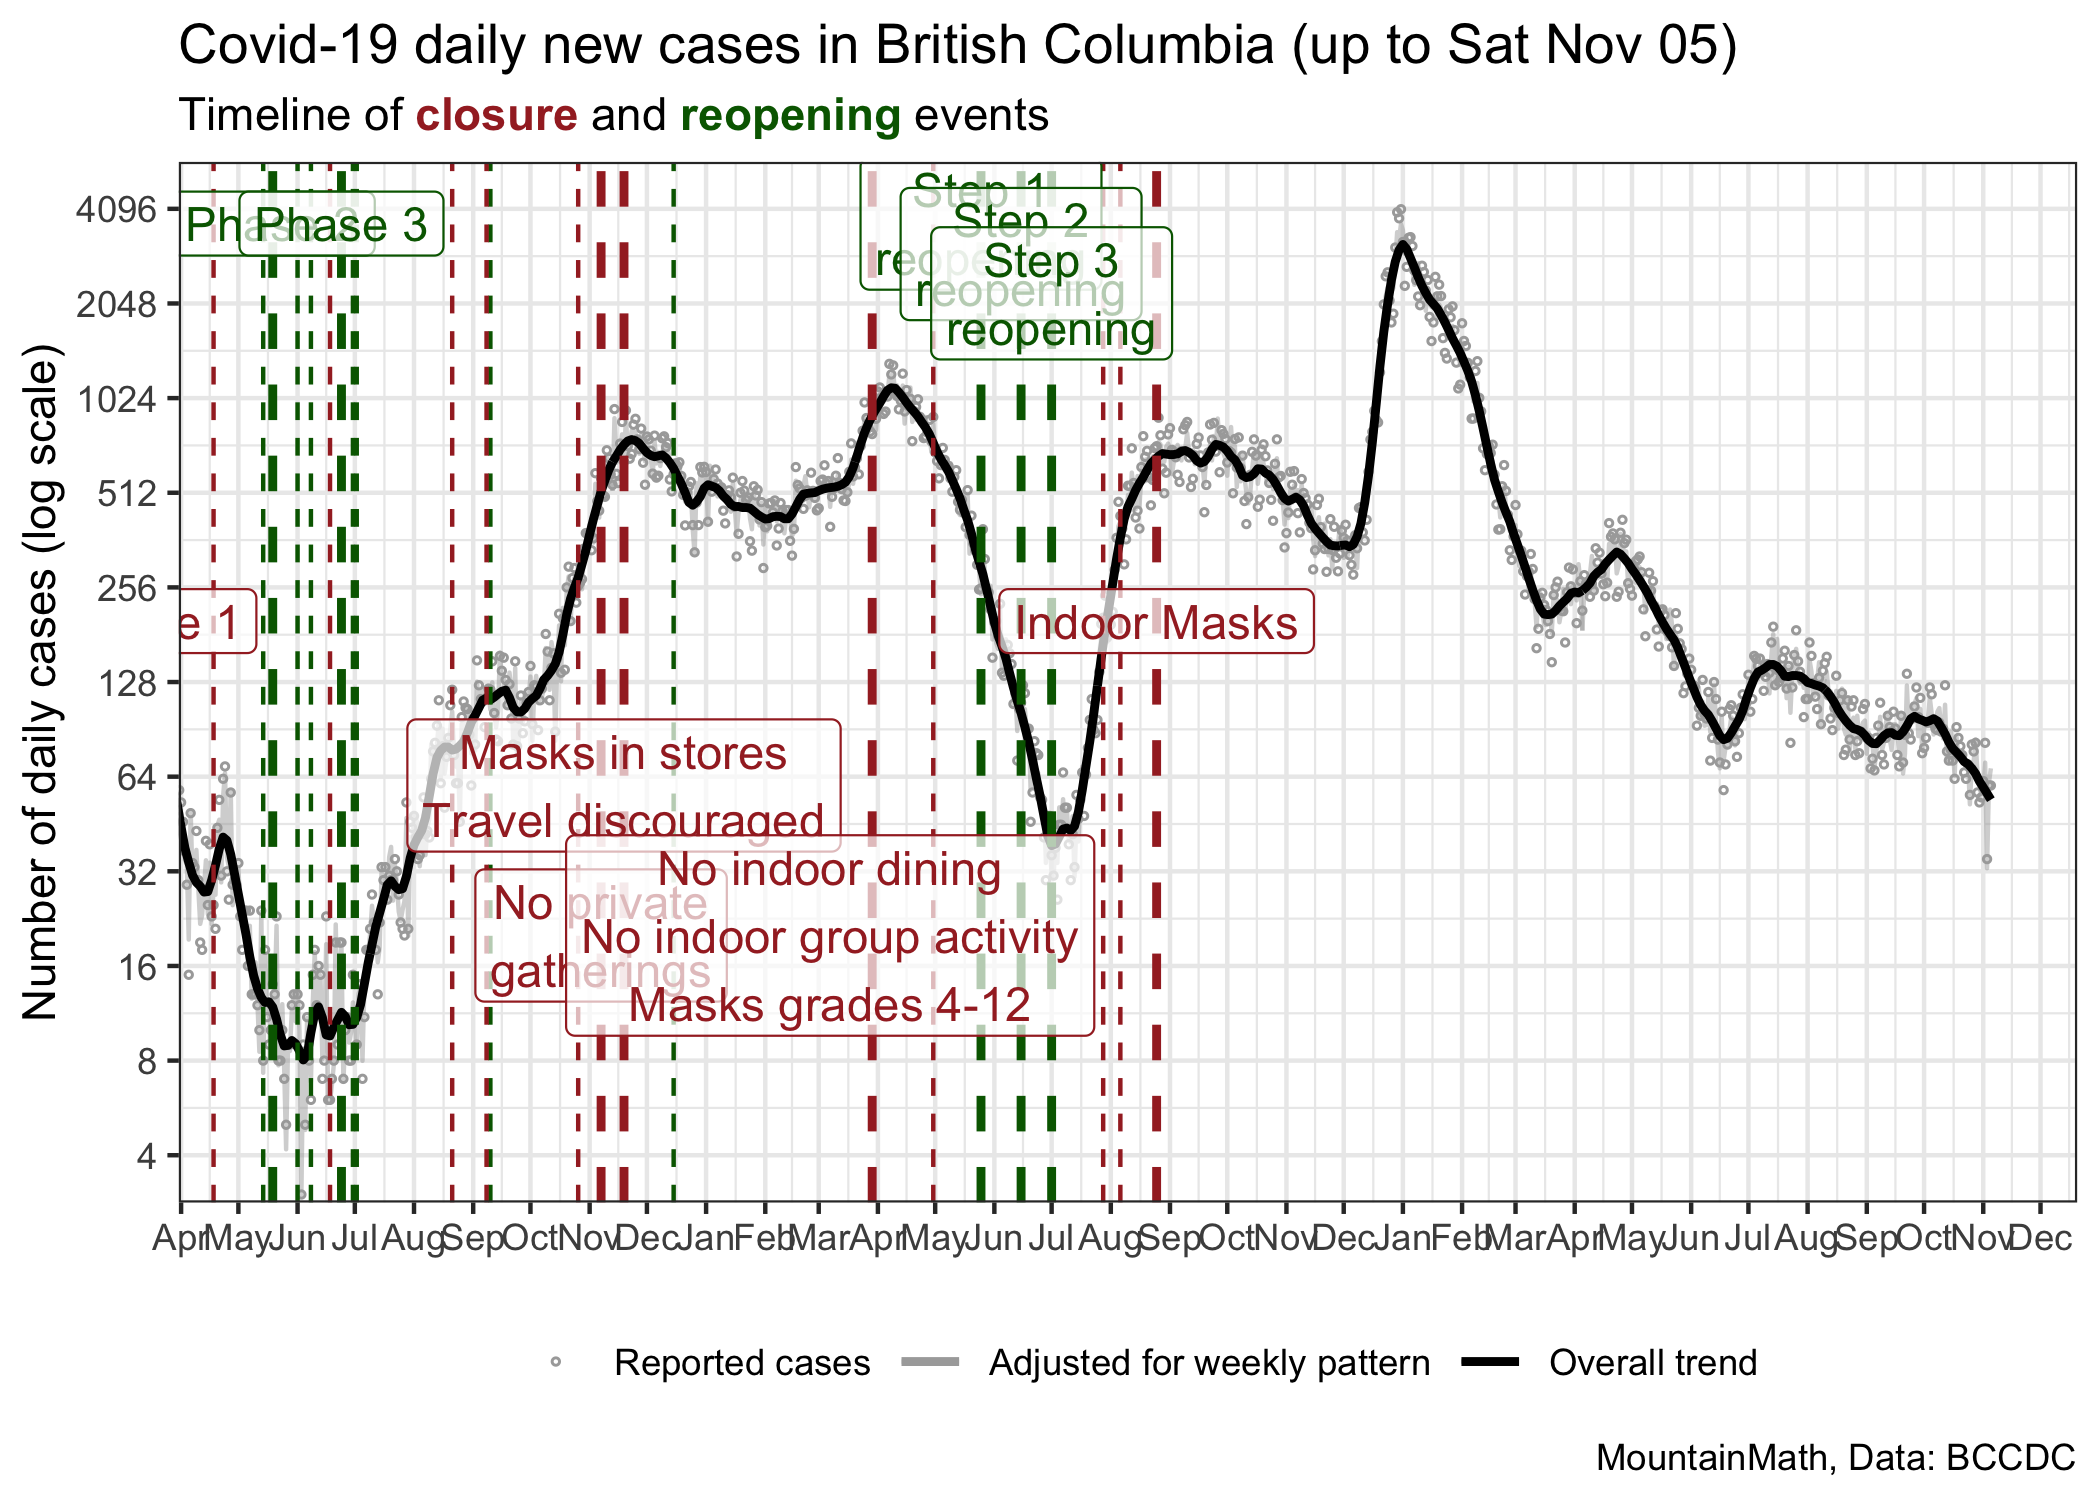 Covid-19 daily new cases in British Columbia (up to Sat Nov 05)
Timeline of closure and reopening events
Number of daily cases (log scale)
4096
2048
1024
512
256
128
64
32
16
8
4
Phase 2
Phase 3
Step 1
reopening
Step 2
reopening
Step 3
reopening
e 1
Indoor Masks
Masks in stores
Travel discouraged
No private
gatherings
No indoor dining
No indoor group activity
Masks grades 4-12
Apr May Jun Jul Aug Sep Oct Nov Dec Jan Feb Mar Apr May Jun Jul Aug Sep Oct Nov Dec Jan Feb Mar Apr May Jun Jul Aug Sep Oct Nov Dec
Reported cases Adjusted for weekly pattern Overall trend
MountainMath, Data: BCCDC